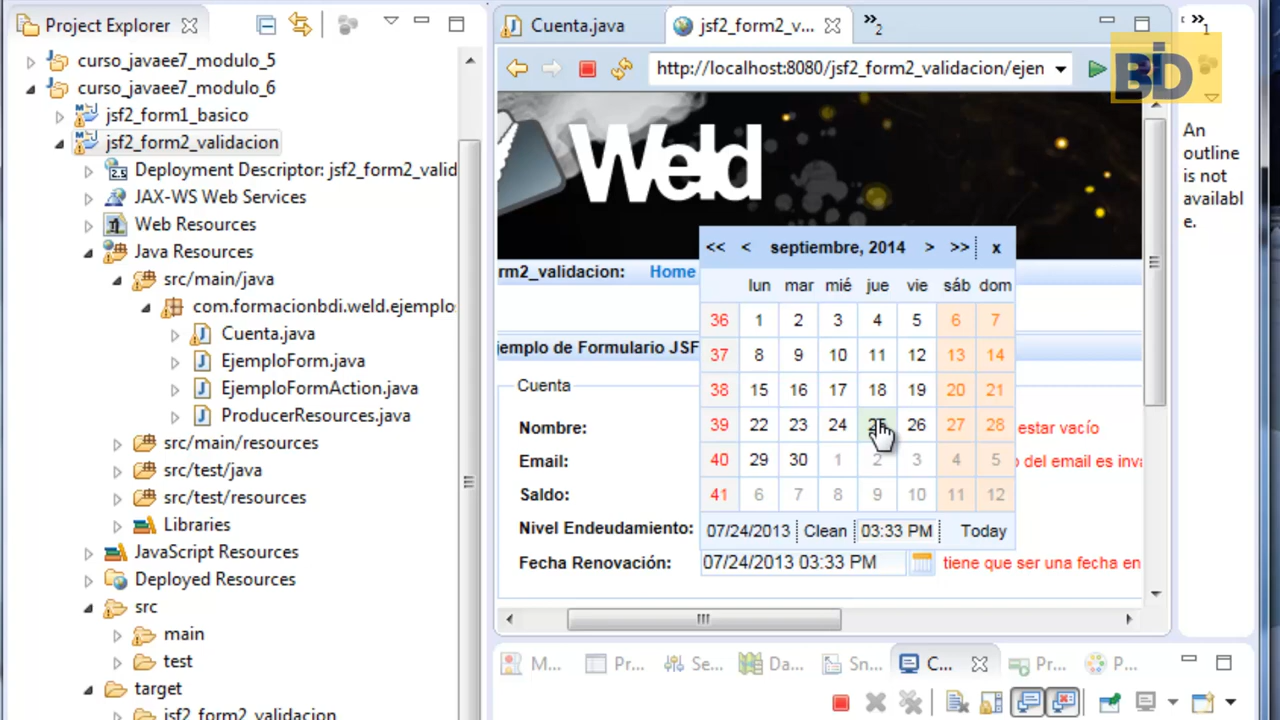 Project Explorer
curso_javaee7_modulo_5
curso_javaee7_modulo_6
jsf2_form1_basico
jsf2_form2_validacion
Deployment Descriptor: jsf2_form2_valid
JAX-WS Web Services
Web Resources
Java Resources
src/main/java
com.formacionbdi.weld.ejemplo
Cuenta.java
EjemploForm.java
EjemploFormAction.java
ProducerResources.java
src/main/resources
src/test/java
src/test/resources
Libraries
JavaScript Resources
Deployed Resources
src
main
test
target
jsf2_form2_validacion
Cuenta.java
jsf2_form2_v...
2
http://localhost:8080/jsf2_form2_validacion/ejen
Weld
rm2_validacion: Home
jemplo de Formulario JSF
Cuenta
Nombre:
estar vacío
Email:
o del email es inva
Saldo:
Nivel Endeudamiento:
Fecha Renovación:
07/24/2013 03:33 PM
tiene que ser una fecha en
<< < septiembre, 2014 > >> x
lun mar mié jue vie sáb dom
36 1 2 3 4 5 6 7
37 8 9 10 11 12 13 14
38 15 16 17 18 19 20 21
39 22 23 24 25 26 27 28
40 29 30 1 2 3 4 5
41 6 7 8 9 10 11 12
07/24/2013 Clean 03:33 PM Today
1
BDI
An
outline
is not
availabl
e.
M...
Pr...
Se...
Da...
Sn...
C...
Pr...
P...